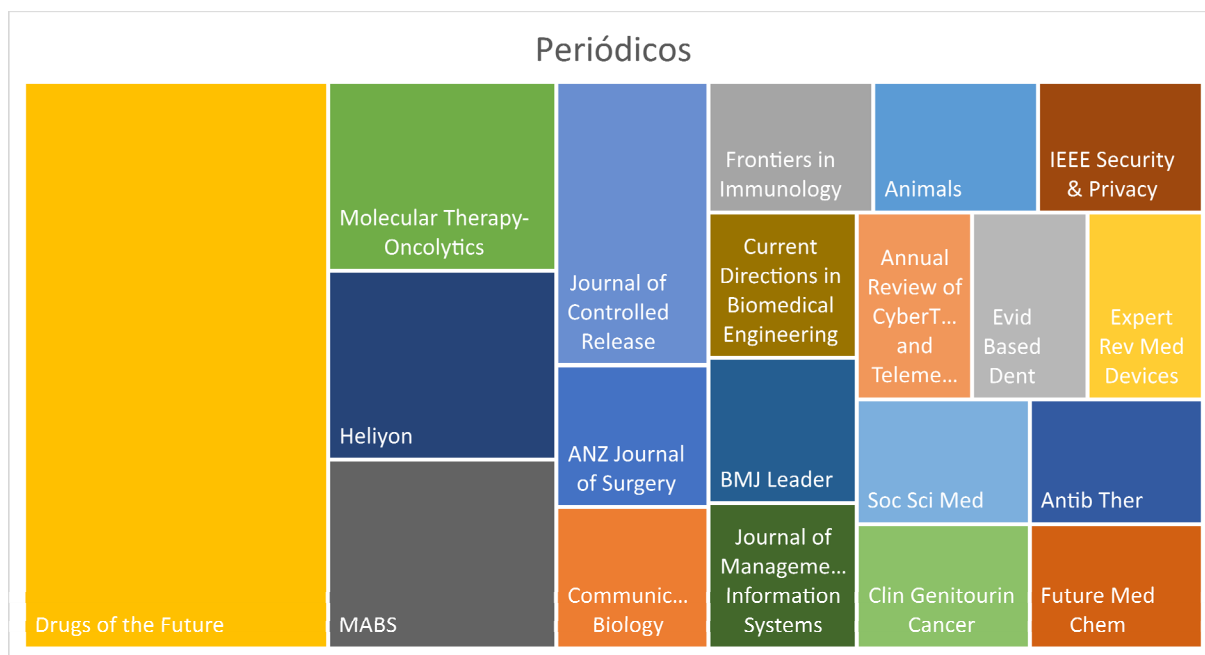 Periódicos
Drugs of the Future
Molecular Therapy-
Oncolytics
Heliyon
MABS
Journal of
Controlled
Release
ANZ Journal
of Surgery
Communic...
Biology
Frontiers in
Immunology
Animals
IEEE Security
& Privacy
Current
Directions in
Biomedical
Engineering
BMJ Leader
Journal of
Manageme...
Information
Systems
Annual
Review of
CyberT...
and
Teleme...
Evid
Based
Dent
Expert
Rev Med
Devices
Soc Sci Med
Antib Ther
Clin Genitourin
Cancer
Future Med
Chem